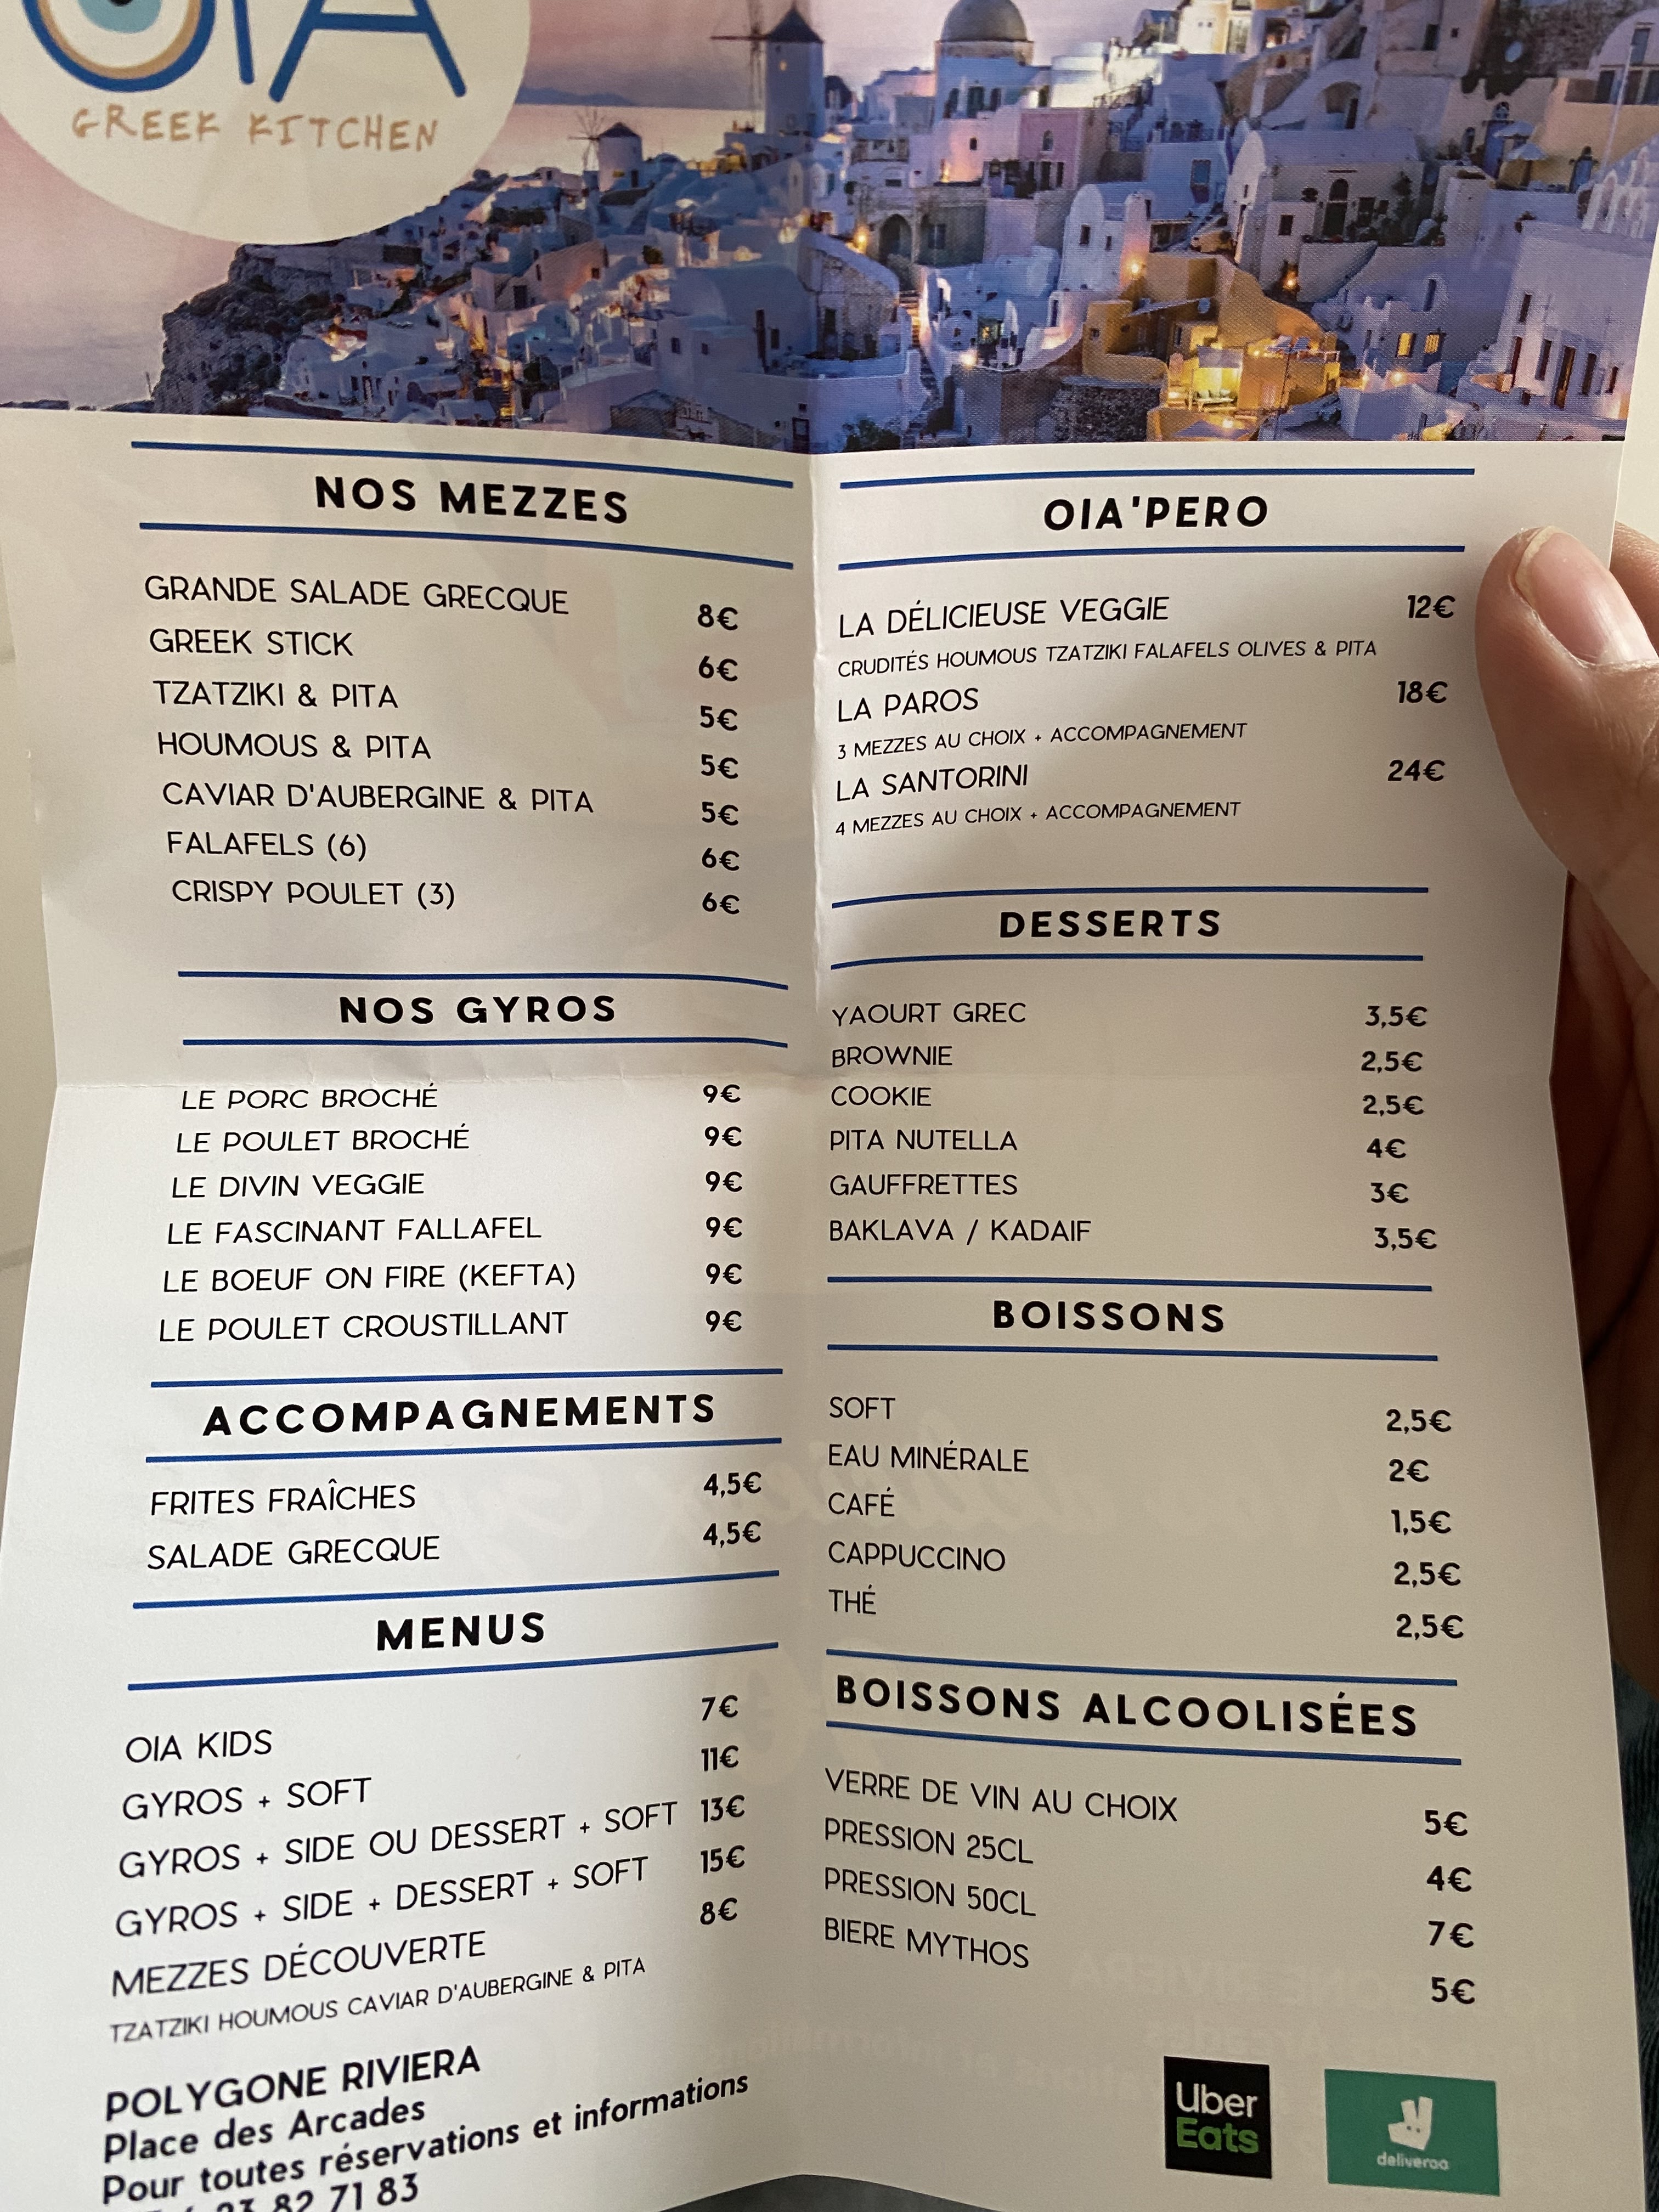 OIA
GREEK KITCHEN
NOS MEZZES
GRANDE SALADE GRECQUE 8€
GREEK STICK 6€
TZATZIKI & PITA 5€
HOUMOUS & PITA 5€
CAVIAR D'AUBERGINE & PITA 5€
FALAFELS (6) 6€
CRISPY POULET (3) 6€
NOS GYROS
LE PORC BROCHÉ 9€
LE POULET BROCHÉ 9€
LE DIVIN VEGGIE 9€
LE FASCINANT FALLAFEL 9€
LE BOEUF ON FIRE (KEFTA) 9€
LE POULET CROUSTILLANT 9€
ACCOMPAGNEMENTS
FRITES FRAÎCHES 4,5€
SALADE GRECQUE 4,5€
MENUS
OIA KIDS 7€
GYROS + SOFT 11€
GYROS + SIDE OU DESSERT + SOFT 13€
GYROS + SIDE + DESSERT + SOFT 15€
MEZZES DÉCOUVERTE 8€
TZATZIKI HOUMOUS CAVIAR D'AUBERGINE & PITA
POLYGONE RIVIERA
Place des Arcades
Pour toutes réservations et informations
82 71 83
OIA'PERO
LA DÉLICIEUSE VEGGIE 12€
CRUDITÉS HOUMOUS TZATZIKI FALAFELS OLIVES & PITA
LA PAROS 18€
3 MEZZES AU CHOIX + ACCOMPAGNEMENT
LA SANTORINI 24€
4 MEZZES AU CHOIX + ACCOMPAGNEMENT
DESSERTS
YAOURT GREC 3,5€
BROWNIE 2,5€
COOKIE 2,5€
PITA NUTELLA 4€
GAUFFRETTES 3€
BAKLAVA / KADAIF 3,5€
BOISSONS
SOFT 2,5€
EAU MINÉRALE 2€
CAFÉ 1,5€
CAPPUCCINO 2,5€
THÉ 2,5€
BOISSONS ALCOOLISÉES
VERRE DE VIN AU CHOIX 5€
PRESSION 25CL 4€
PRESSION 50CL 7€
BIERE MYTHOS 5€
Uber
Eats
deliveroo